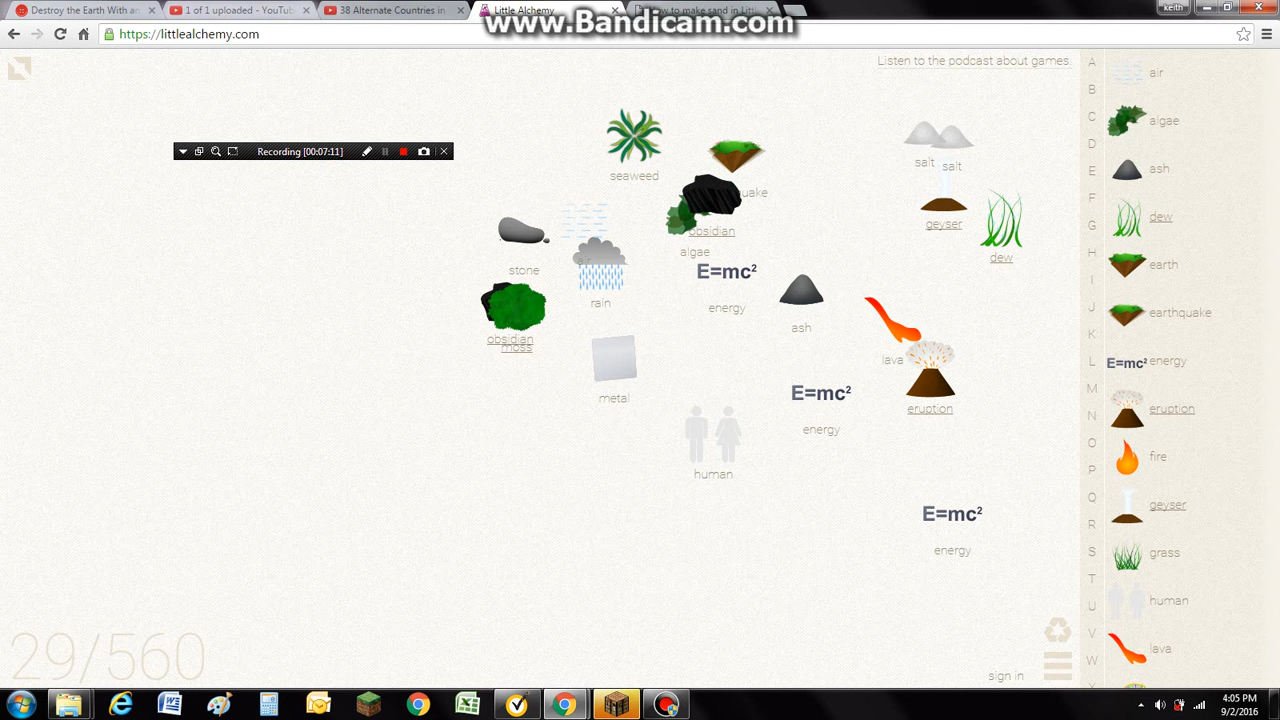 Destroy the Earth With an
1 of 1 uploaded - YouTub
38 Alternate Countries in
Little Alchemy
How to make sand in Littl
keith
www.Bandicam.com
https://littlealchemy.com
Listen to the podcast about games.
Recording [00:07:11]
seaweed
quake
obsidian
algae
salt
salt
geyser
dew
stone
air
rain
E=mc²
energy
ash
obsidian
moss
metal
lava
eruption
E=mc²
energy
human
E=mc²
energy
29/560
sign in
A
B
C
D
E
F
G
H
I
J
K
L
M
N
O
P
Q
R
S
T
U
V
W
air
algae
ash
dew
earth
earthquake
E=mc² energy
eruption
fire
geyser
grass
human
lava
4:05 PM
9/2/2016